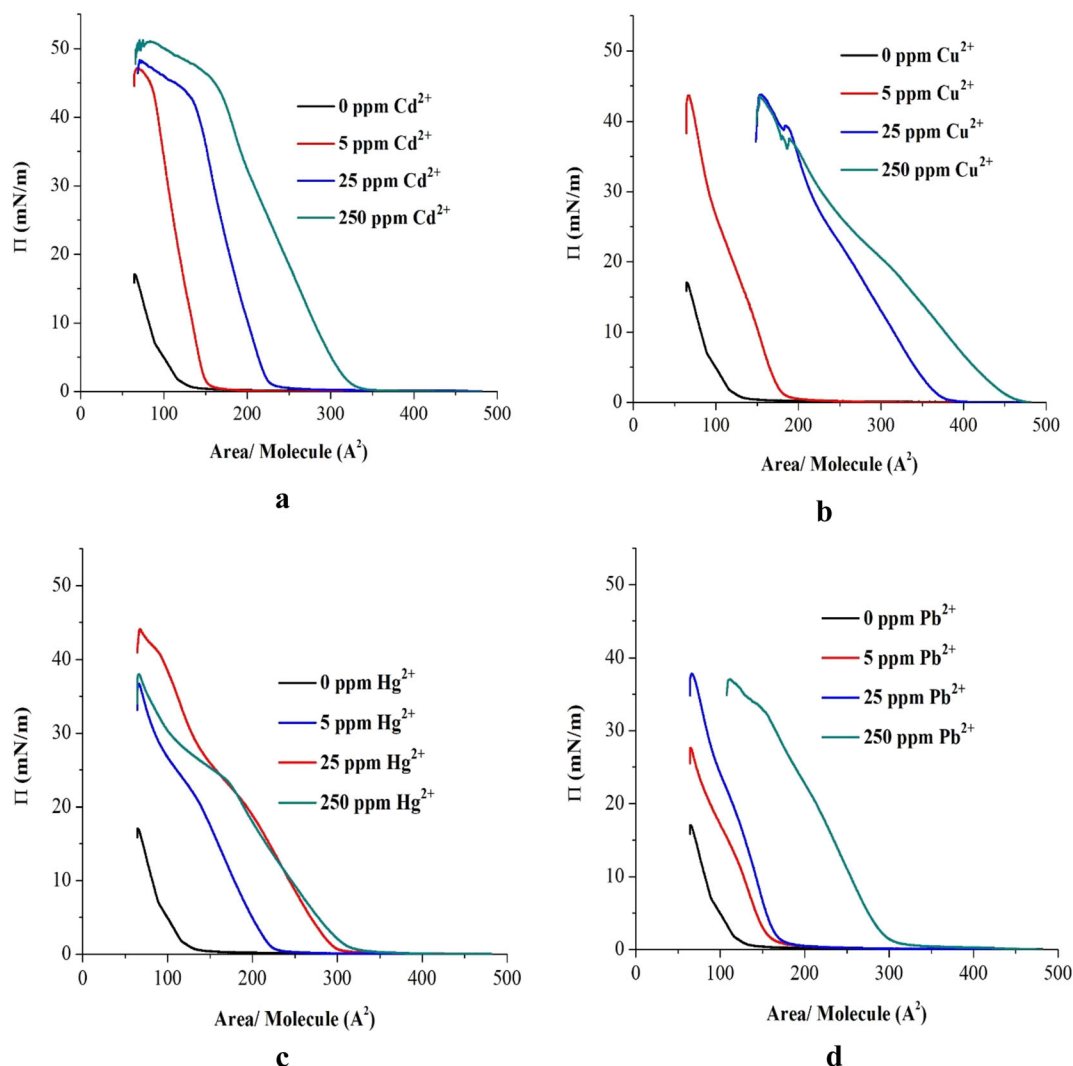 50
40
30
20
10
0
Π (mN/m)
0 ppm Cd²⁺
5 ppm Cd²⁺
25 ppm Cd²⁺
250 ppm Cd²⁺
0 100 200 300 400 500
Area/ Molecule (A²)
a
50
40
30
20
10
0
Π (mN/m)
0 ppm Cu²⁺
5 ppm Cu²⁺
25 ppm Cu²⁺
250 ppm Cu²⁺
0 100 200 300 400 500
Area/ Molecule (A²)
b
50
40
30
20
10
0
Π (mN/m)
0 ppm Hg²⁺
5 ppm Hg²⁺
25 ppm Hg²⁺
250 ppm Hg²⁺
0 100 200 300 400 500
Area/ Molecule (A²)
c
50
40
30
20
10
0
Π (mN/m)
0 ppm Pb²⁺
5 ppm Pb²⁺
25 ppm Pb²⁺
250 ppm Pb²⁺
0 100 200 300 400 500
Area/ Molecule (A²)
d